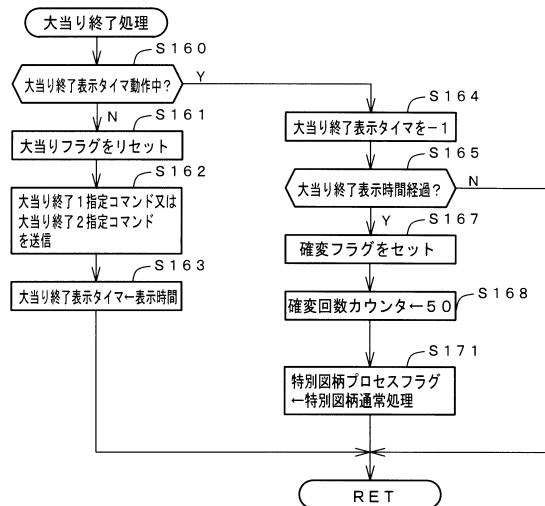 大当り終了処理
S160
大当り終了表示タイマ動作中?
Y
N
S161
大当りフラグをリセット
S162
大当り終了1指定コマンド又は
大当り終了2指定コマンド
を送信
S163
大当り終了表示タイマ←表示時間
S164
大当り終了表示タイマを−1
S165
大当り終了表示時間経過?
N
Y
S167
確変フラグをセット
S168
確変回数カウンタ←50
S171
特別図柄プロセスフラグ
←特別図柄通常処理
RET